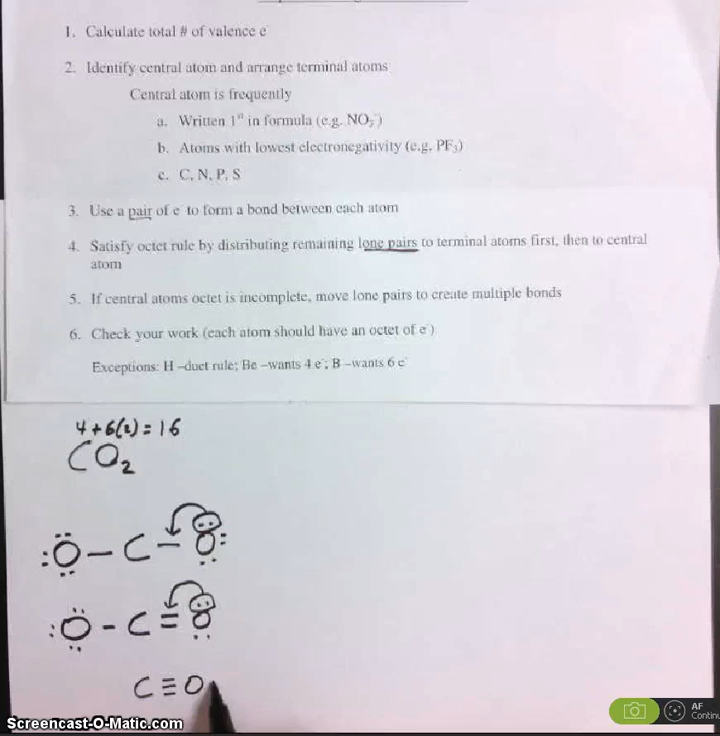 1. Calculate total # of valence e⁻
2. Identify central atom and arrange terminal atoms
Central atom is frequently
a. Written 1st in formula (e.g. NO₂⁻)
b. Atoms with lowest electronegativity (e.g. PF₃)
c. C, N, P, S
3. Use a pair of e⁻ to form a bond between each atom
4. Satisfy octet rule by distributing remaining lone pairs to terminal atoms first, then to central
atom
5. If central atoms octet is incomplete, move lone pairs to create multiple bonds
6. Check your work (each atom should have an octet of e⁻)
Exceptions: H –duet rule; Be –wants 4 e⁻; B –wants 6 e⁻
4+6(2)=16
CO₂
:Ö – C – Ö:
:Ö – C = O
C ≡ O
Screencast-O-Matic.com
AF
Continu